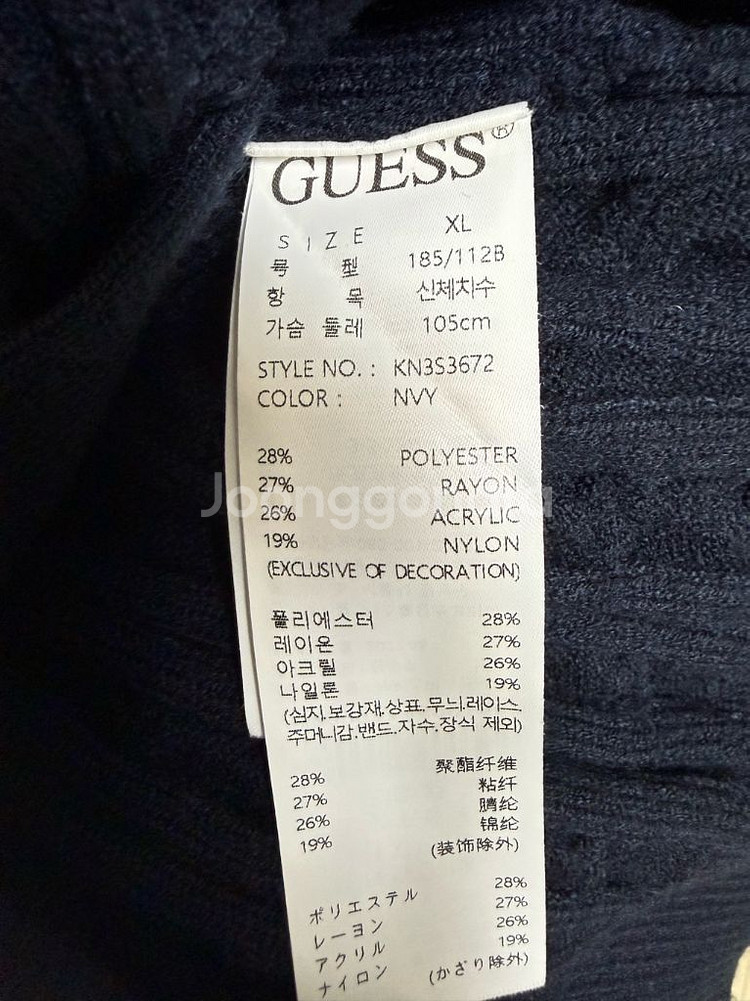 GUESS®
SIZE XL
号 型 185/112B
항 목 신체치수
가슴 둘레 105cm
STYLE NO. : KN3S3672
COLOR : NVY
28% POLYESTER
27% RAYON
26% ACRYLIC
19% NYLON
(EXCLUSIVE OF DECORATION)
폴리에스터 28%
레이온 27%
아크릴 26%
나일론 19%
(심지.보강재.상표.무늬.레이스.
주머니감.밴드.자수.장식 제외)
28% 聚酯纤维
27% 粘纤
26% 腈纶
19% 锦纶
(装饰除外)
ポリエステル 28%
レーヨン 27%
アクリル 26%
ナイロン 19%
(かざり除外)